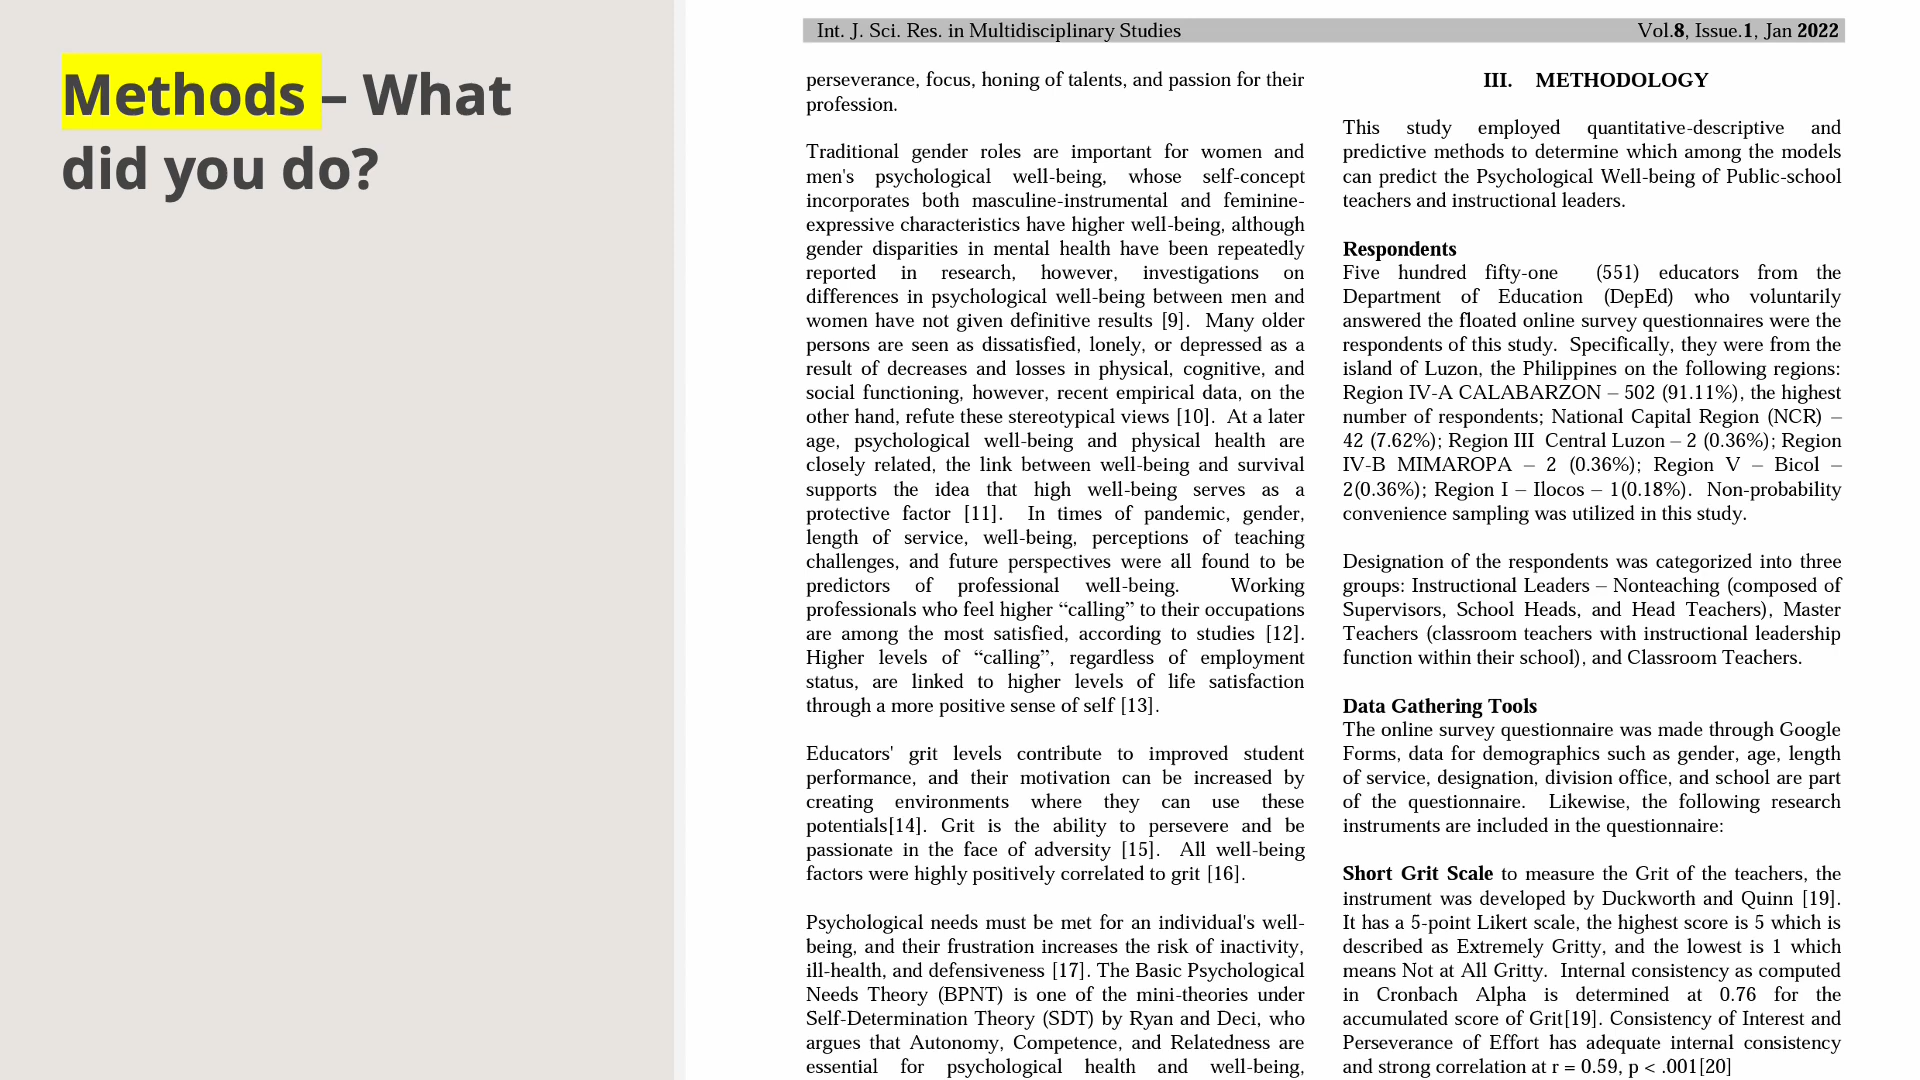 Methods – What
did you do?
Int. J. Sci. Res. in Multidisciplinary Studies
Vol.8, Issue.1, Jan 2022
perseverance, focus, honing of talents, and passion for their
profession.
Traditional gender roles are important for women and
men's psychological well-being, whose self-concept
incorporates both masculine-instrumental and feminine-
expressive characteristics have higher well-being, although
gender disparities in mental health have been repeatedly
reported in research, however, investigations on
differences in psychological well-being between men and
women have not given definitive results [9]. Many older
persons are seen as dissatisfied, lonely, or depressed as a
result of decreases and losses in physical, cognitive, and
social functioning, however, recent empirical data, on the
other hand, refute these stereotypical views [10]. At a later
age, psychological well-being and physical health are
closely related, the link between well-being and survival
supports the idea that high well-being serves as a
protective factor [11]. In times of pandemic, gender,
length of service, well-being, perceptions of teaching
challenges, and future perspectives were all found to be
predictors of professional well-being. Working
professionals who feel higher “calling” to their occupations
are among the most satisfied, according to studies [12].
Higher levels of “calling”, regardless of employment
status, are linked to higher levels of life satisfaction
through a more positive sense of self [13].
Educators' grit levels contribute to improved student
performance, and their motivation can be increased by
creating environments where they can use these
potentials[14]. Grit is the ability to persevere and be
passionate in the face of adversity [15]. All well-being
factors were highly positively correlated to grit [16].
Psychological needs must be met for an individual's well-
being, and their frustration increases the risk of inactivity,
ill-health, and defensiveness [17]. The Basic Psychological
Needs Theory (BPNT) is one of the mini-theories under
Self-Determination Theory (SDT) by Ryan and Deci, who
argues that Autonomy, Competence, and Relatedness are
essential for psychological health and well-being,
III. METHODOLOGY
This study employed quantitative-descriptive and
predictive methods to determine which among the models
can predict the Psychological Well-being of Public-school
teachers and instructional leaders.
Respondents
Five hundred fifty-one (551) educators from the
Department of Education (DepEd) who voluntarily
answered the floated online survey questionnaires were the
respondents of this study. Specifically, they were from the
island of Luzon, the Philippines on the following regions:
Region IV-A CALABARZON – 502 (91.11%), the highest
number of respondents; National Capital Region (NCR) –
42 (7.62%); Region III Central Luzon – 2 (0.36%); Region
IV-B MIMAROPA – 2 (0.36%); Region V – Bicol –
2(0.36%); Region I – Ilocos – 1(0.18%). Non-probability
convenience sampling was utilized in this study.
Designation of the respondents was categorized into three
groups: Instructional Leaders – Nonteaching (composed of
Supervisors, School Heads, and Head Teachers), Master
Teachers (classroom teachers with instructional leadership
function within their school), and Classroom Teachers.
Data Gathering Tools
The online survey questionnaire was made through Google
Forms, data for demographics such as gender, age, length
of service, designation, division office, and school are part
of the questionnaire. Likewise, the following research
instruments are included in the questionnaire:
Short Grit Scale to measure the Grit of the teachers, the
instrument was developed by Duckworth and Quinn [19].
It has a 5-point Likert scale, the highest score is 5 which is
described as Extremely Gritty, and the lowest is 1 which
means Not at All Gritty. Internal consistency as computed
in Cronbach Alpha is determined at 0.76 for the
accumulated score of Grit[19]. Consistency of Interest and
Perseverance of Effort has adequate internal consistency
and strong correlation at r = 0.59, p < .001[20]